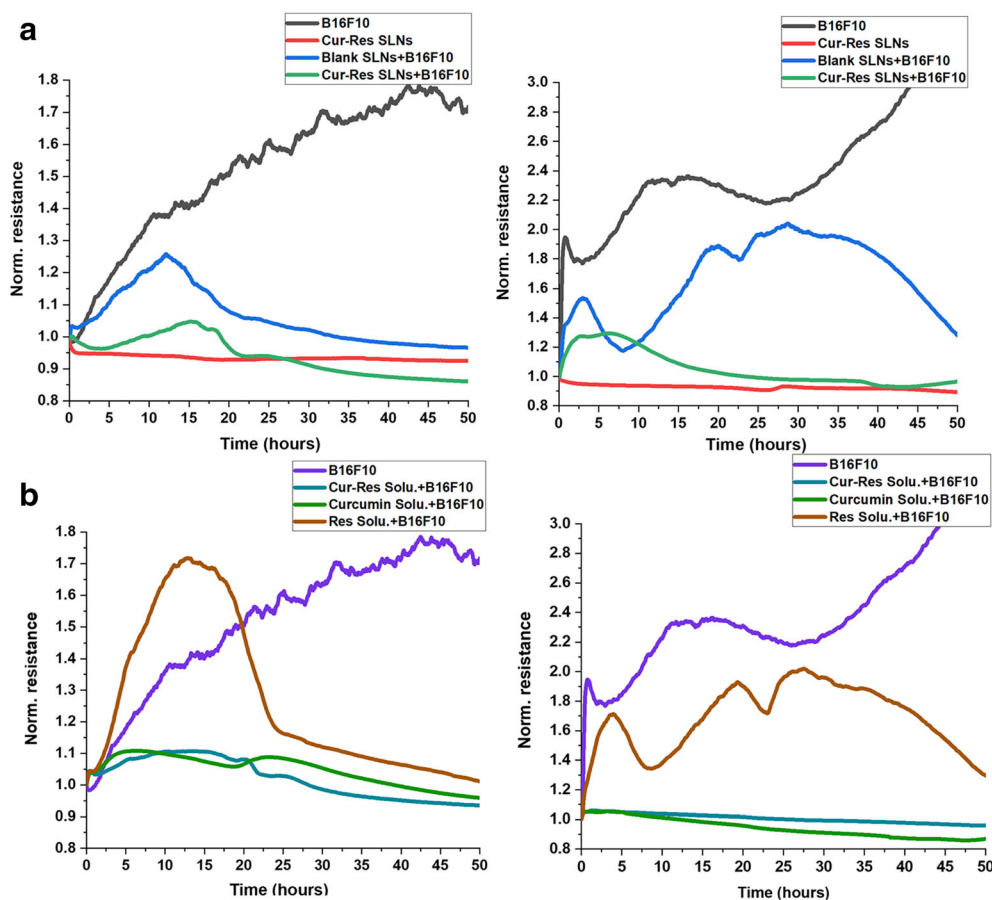 a
B16F10
Cur-Res SLNs
Blank SLNs+B16F10
Cur-Res SLNs+B16F10
1.8
1.7
1.6
1.5
1.4
1.3
1.2
1.1
1.0
0.9
0.8
Norm. resistance
0 5 10 15 20 25 30 35 40 45 50
Time (hours)
B16F10
Cur-Res SLNs
Blank SLNs+B16F10
Cur-Res SLNs+B16F10
3.0
2.6
2.4
2.2
2.0
1.8
1.6
1.4
1.2
1.0
0.8
Norm. resistance
0 5 10 15 20 25 30 35 40 45 50
Time (hours)
b
B16F10
Cur-Res Solu.+B16F10
Curcumin Solu.+B16F10
Res Solu.+B16F10
1.8
1.7
1.6
1.5
1.4
1.3
1.2
1.1
1.0
0.9
0.8
Norm. resistance
0 5 10 15 20 25 30 35 40 45 50
Time (hours)
B16F10
Cur-Res Solu.+B16F10
Curcumin Solu.+B16F10
Res Solu.+B16F10
3.0
2.6
2.4
2.2
2.0
1.8
1.6
1.4
1.2
1.0
0.8
Norm. resistance
0 5 10 15 20 25 30 35 40 45 50
Time (hours)